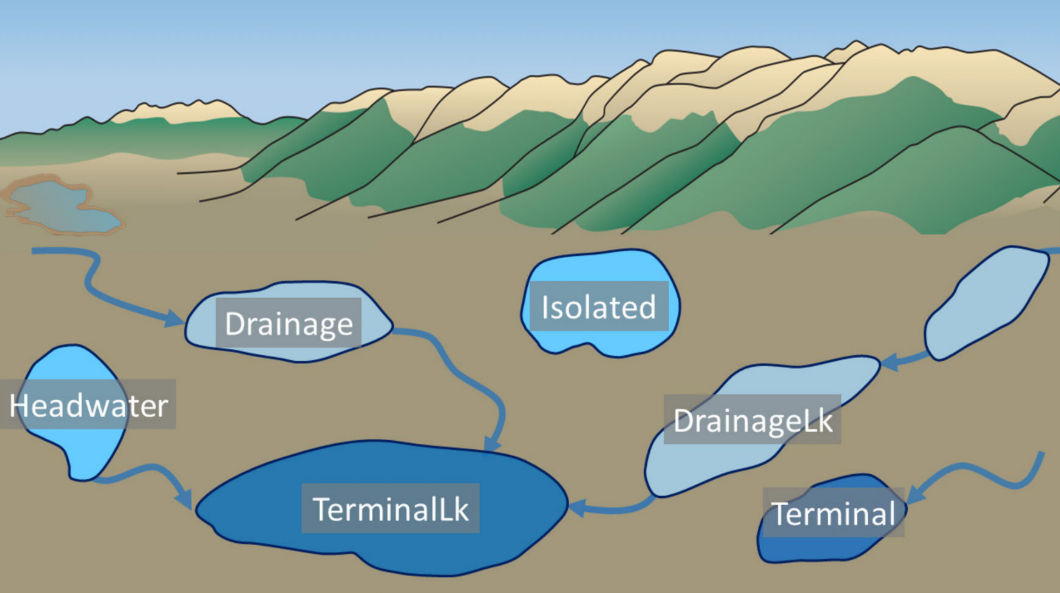 Isolated
Drainage
Headwater
DrainageLk
TerminalLk
Terminal